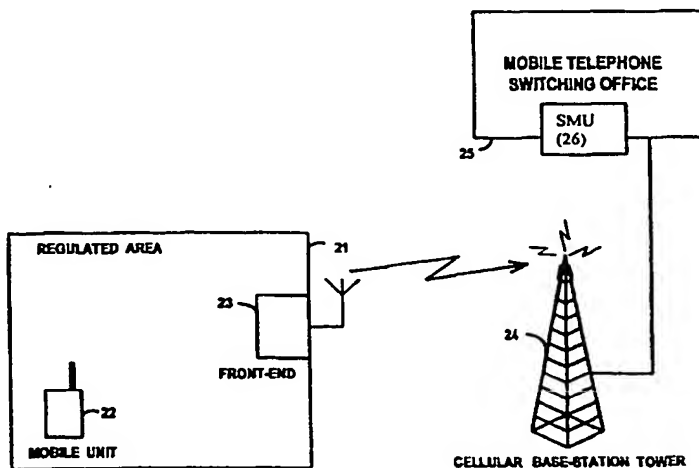 MOBILE TELEPHONE
SWITCHING OFFICE
SMU
(26)
25
REGULATED AREA
21
23
FRONT-END
22
MOBILE UNIT
24
CELLULAR BASE-STATION TOWER